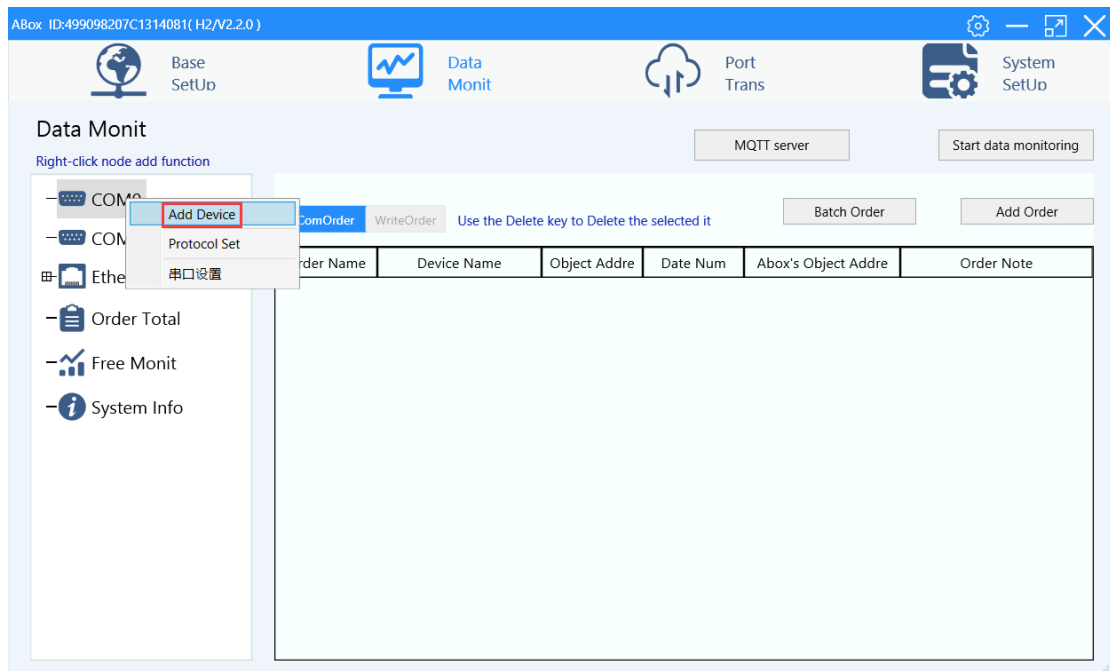 ABox ID:499098207C1314081( H2/V2.2.0 )
Base
SetUp
Data
Monit
Port
Trans
System
SetUp
Data Monit
MQTT server
Start data monitoring
Right-click node add function
COM0
Add Device
Protocol Set
串口设置
COM
Ethe
Order Total
Free Monit
System Info
ComOrder
WriteOrder
Use the Delete key to Delete the selected it
Batch Order
Add Order
rder Name
Device Name
Object Addre
Date Num
Abox's Object Addre
Order Note